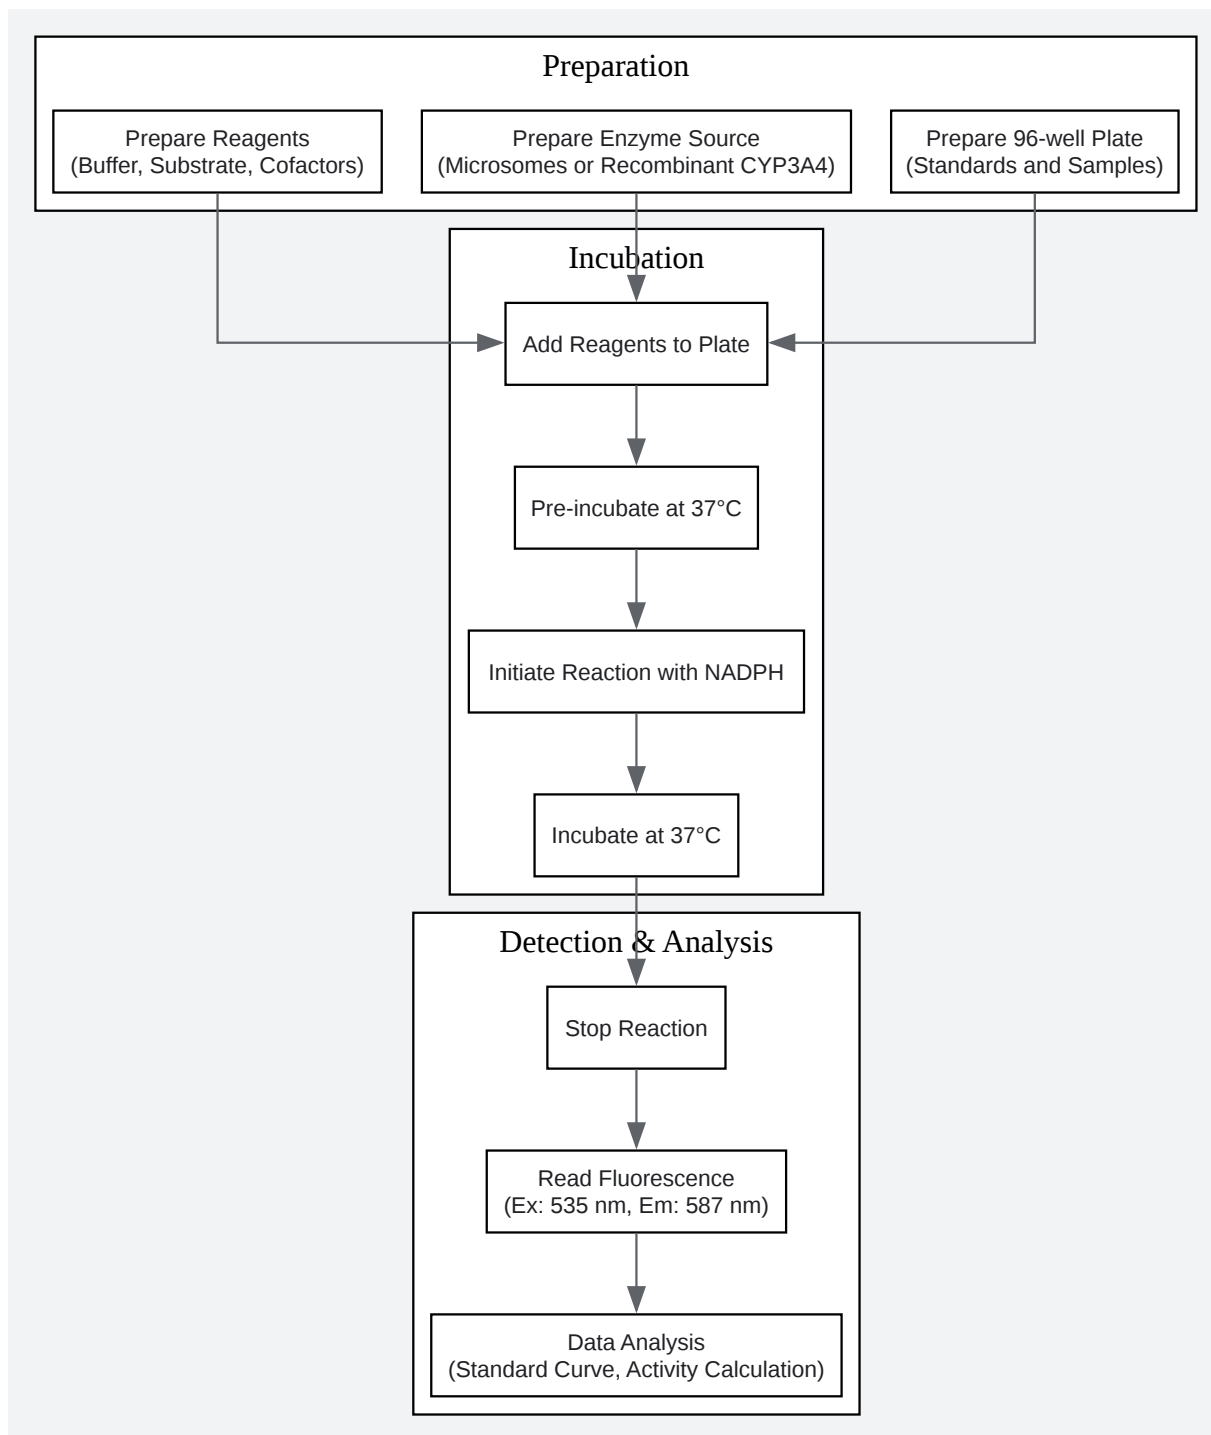 Preparation
Prepare Reagents
(Buffer, Substrate, Cofactors)
Prepare Enzyme Source
(Microsomes or Recombinant CYP3A4)
Prepare 96-well Plate
(Standards and Samples)
Incubation
Add Reagents to Plate
Pre-incubate at 37°C
Initiate Reaction with NADPH
Incubate at 37°C
Detection & Analysis
Stop Reaction
Read Fluorescence
(Ex: 535 nm, Em: 587 nm)
Data Analysis
(Standard Curve, Activity Calculation)